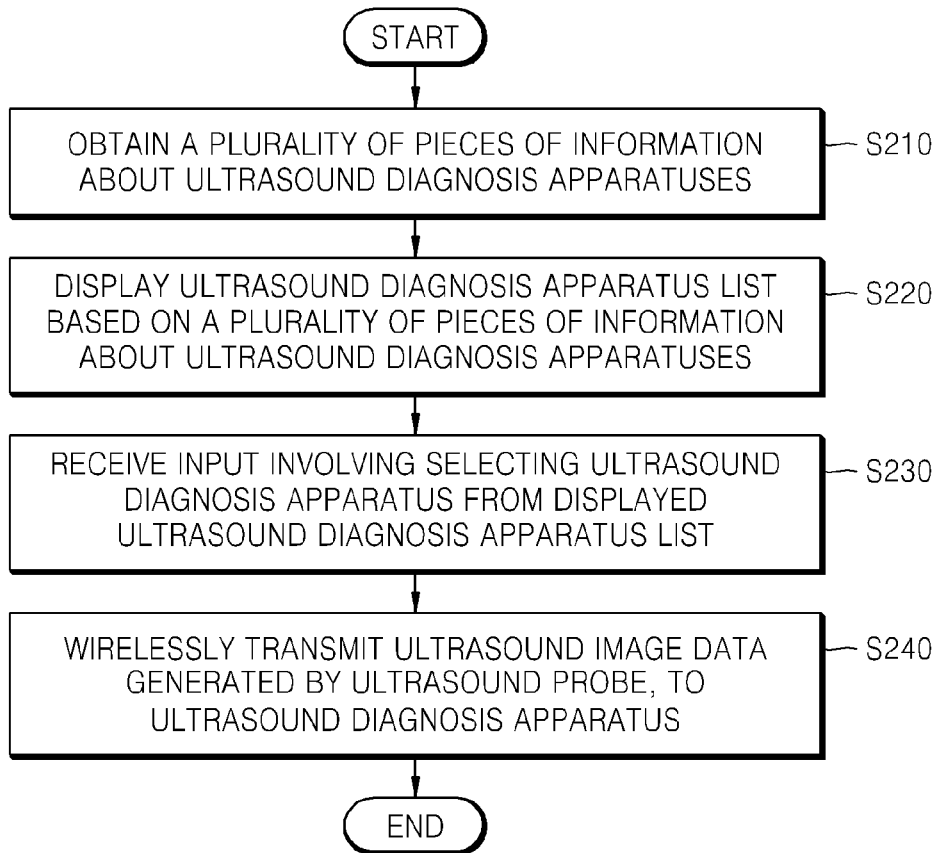 START
OBTAIN A PLURALITY OF PIECES OF INFORMATION
ABOUT ULTRASOUND DIAGNOSIS APPARATUSES
S210
DISPLAY ULTRASOUND DIAGNOSIS APPARATUS LIST
BASED ON A PLURALITY OF PIECES OF INFORMATION
ABOUT ULTRASOUND DIAGNOSIS APPARATUSES
S220
RECEIVE INPUT INVOLVING SELECTING ULTRASOUND
DIAGNOSIS APPARATUS FROM DISPLAYED
ULTRASOUND DIAGNOSIS APPARATUS LIST
S230
WIRELESSLY TRANSMIT ULTRASOUND IMAGE DATA
GENERATED BY ULTRASOUND PROBE, TO
ULTRASOUND DIAGNOSIS APPARATUS
S240
END